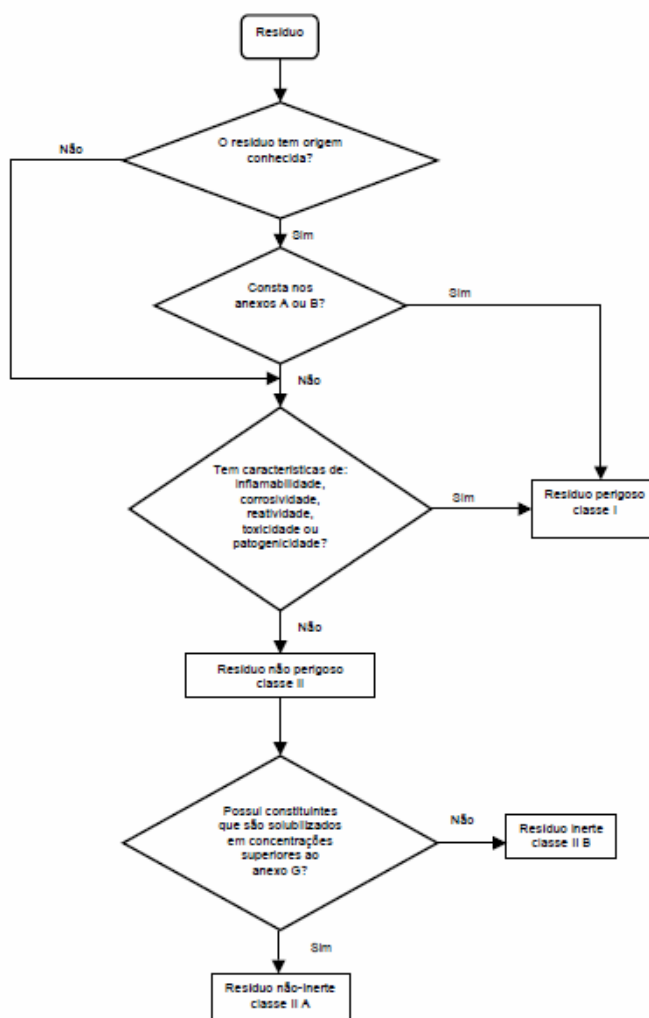 Resíduo
O resíduo tem origem
conhecida?
Não
Sim
Consta nos
anexos A ou B?
Sim
Não
Tem características de:
inflamabilidade,
corrosividade,
reatividade,
toxicidade ou
patogenicidade?
Sim
Resíduo perigoso
classe I
Não
Resíduo não perigoso
classe II
Possui constituintes
que são solubilizados
em concentrações
superiores ao
anexo G?
Não
Resíduo inerte
classe II B
Sim
Resíduo não-inerte
classe II A